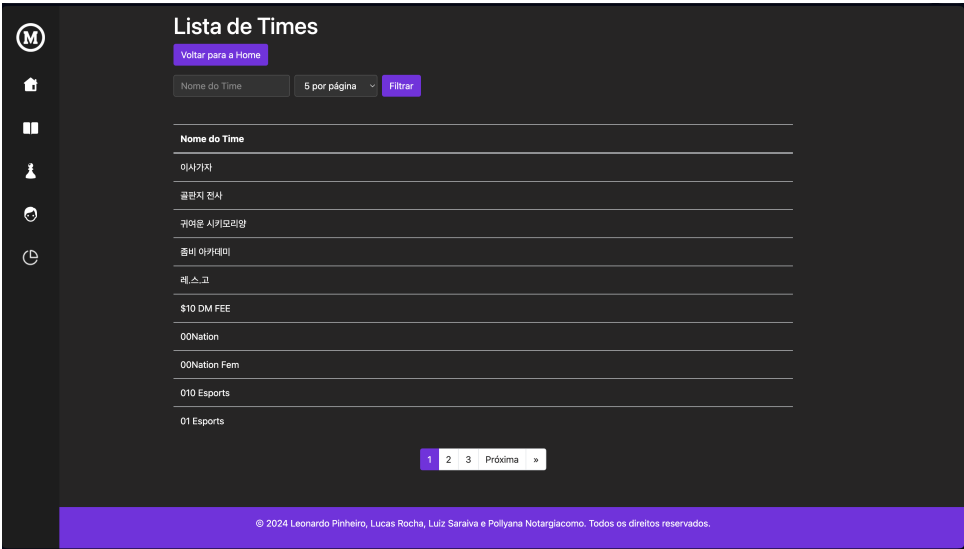 M
Lista de Times
Voltar para a Home
Nome do Time 5 por página Filtrar
Nome do Time
이사가자
골판지 전사
귀여운 시키모리양
좀비 아카데미
레.스.고
$10 DM FEE
00Nation
00Nation Fem
010 Esports
01 Esports
1 2 3 Próxima »
© 2024 Leonardo Pinheiro, Lucas Rocha, Luiz Saraiva e Pollyana Notargiacomo. Todos os direitos reservados.